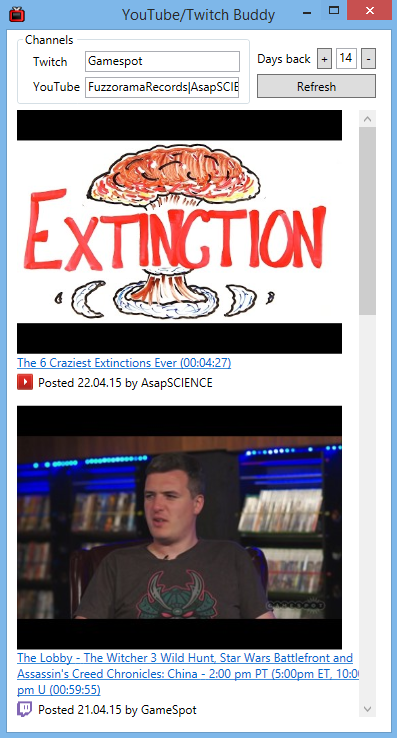 YouTube/Twitch Buddy
Channels
Twitch
Gamespot
YouTube
FuzzoramaRecords|AsapSCIE
Days back
+
14
-
Refresh
EXTINCTION
The 6 Craziest Extinctions Ever (00:04:27)
Posted 22.04.15 by AsapSCIENCE
The Lobby - The Witcher 3 Wild Hunt, Star Wars Battlefront and
Assassin's Creed Chronicles: China - 2:00 pm PT (5:00pm ET, 10:00
pm U (00:59:55)
Posted 21.04.15 by GameSpot